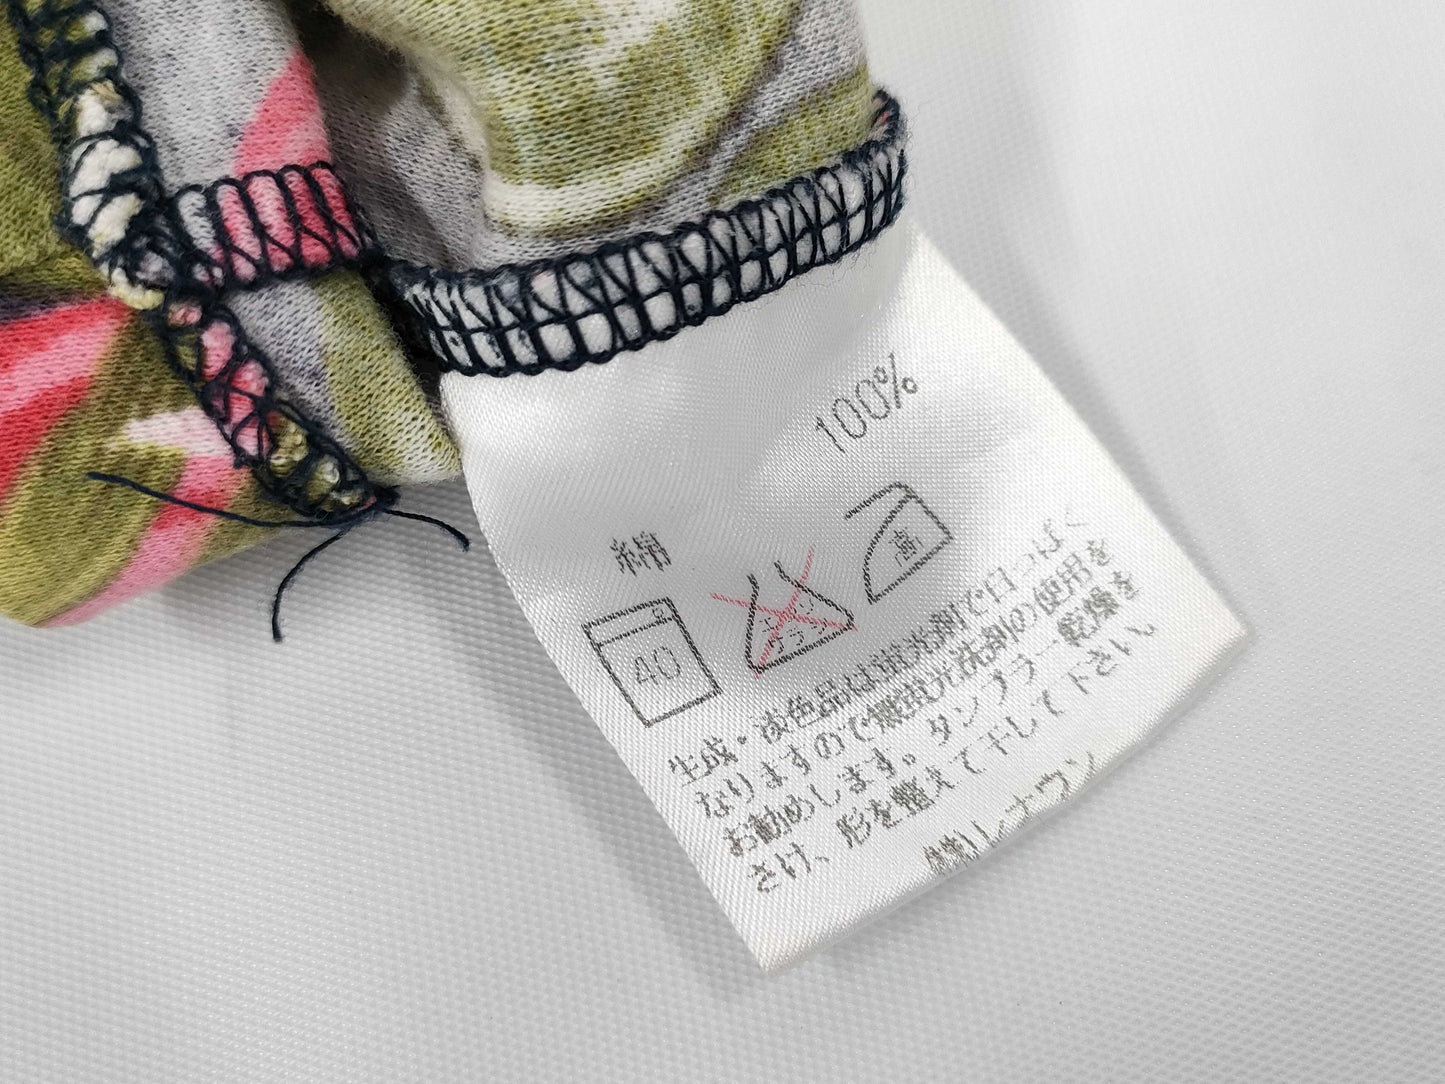 綿 100%
40
高
生成・淡色品は蛍光剤で白っぽく
なりますので無蛍光洗剤の使用を
お勧めします。タンブラー乾燥を
さけ、形を整えて干して下さい
(株)レナウン